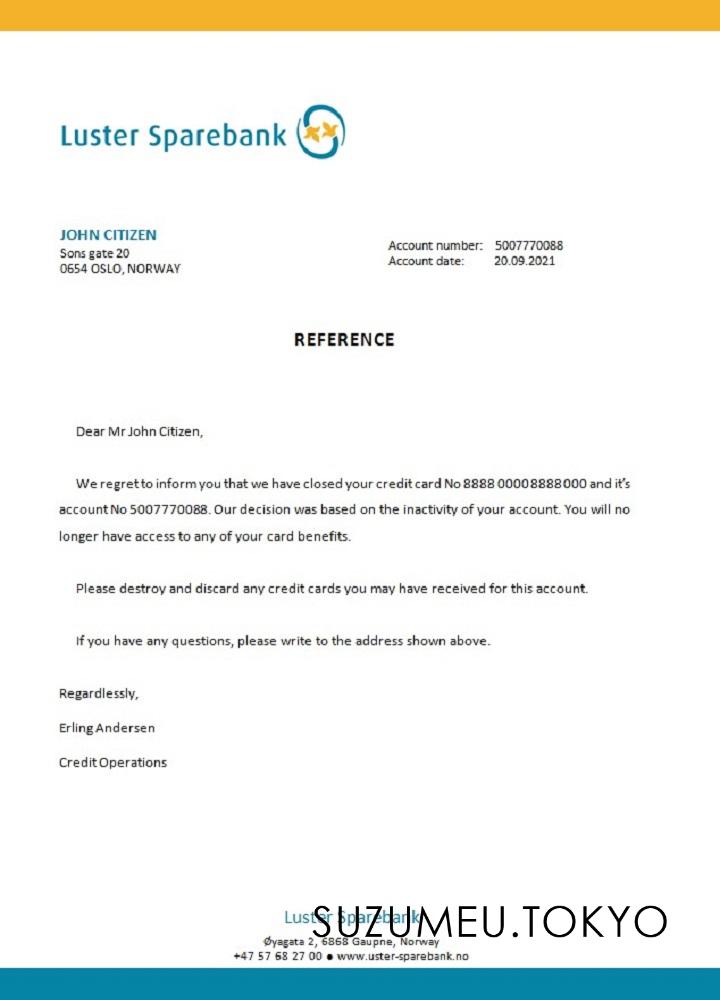 Luster Sparebank
JOHN CITIZEN
Sons gate 20
0654 OSLO, NORWAY
Account number: 5007770088
Account date: 20.09.2021
REFERENCE
Dear Mr John Citizen,
We regret to inform you that we have closed your credit card No 8888 00008888000 and it's
account No 5007770088. Our decision was based on the inactivity of your account. You will no
longer have access to any of your card benefits.
Please destroy and discard any credit cards you may have received for this account.
If you have any questions, please write to the address shown above.
Regardlessly,
Erling Andersen
Credit Operations
Luster Sparebank
SUZUMEU.TOKYO
Øyagata 2, 6868 Gaupne, Norway
+47 57 68 27 00 ● www.uster-sparebank.no